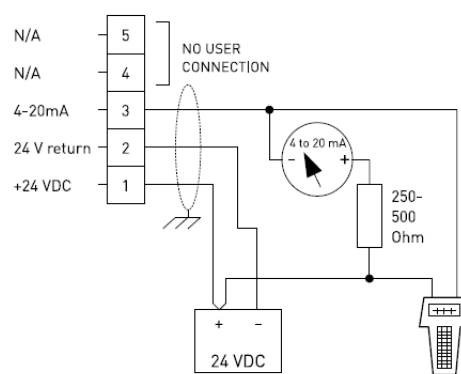 N/A
5
NO USER
CONNECTION
N/A
4
4-20mA
3
24 V return
2
+24 VDC
1
4 to 20 mA
- +
250-
500
Ohm
+ -
24 VDC
+++